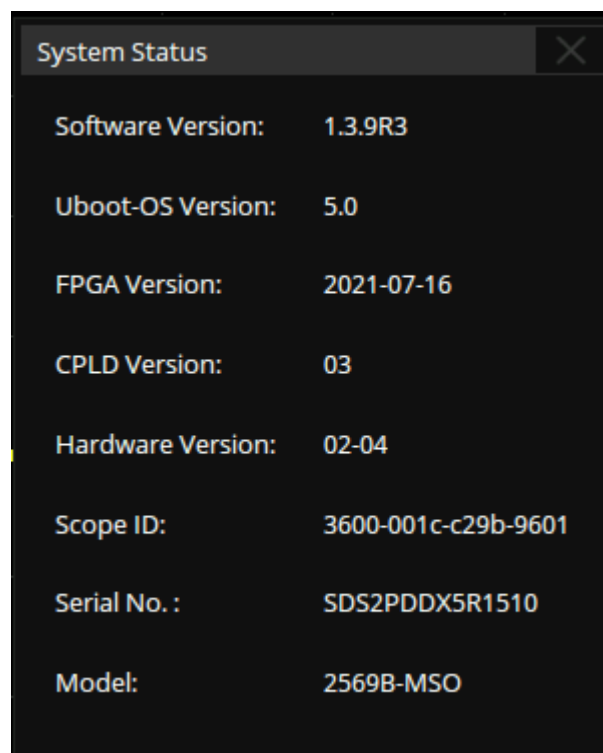 System Status
Software Version: 1.3.9R3
Uboot-OS Version: 5.0
FPGA Version: 2021-07-16
CPLD Version: 03
Hardware Version: 02-04
Scope ID: 3600-001c-c29b-9601
Serial No. : SDS2PDDX5R1510
Model: 2569B-MSO